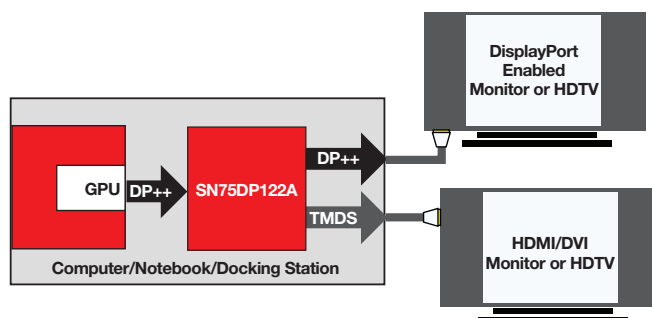 DisplayPort
Enabled
Monitor or HDTV
GPU
DP++
SN75DP122A
DP++
TMDS
HDMI/DVI
Monitor or HDTV
Computer/Notebook/Docking Station